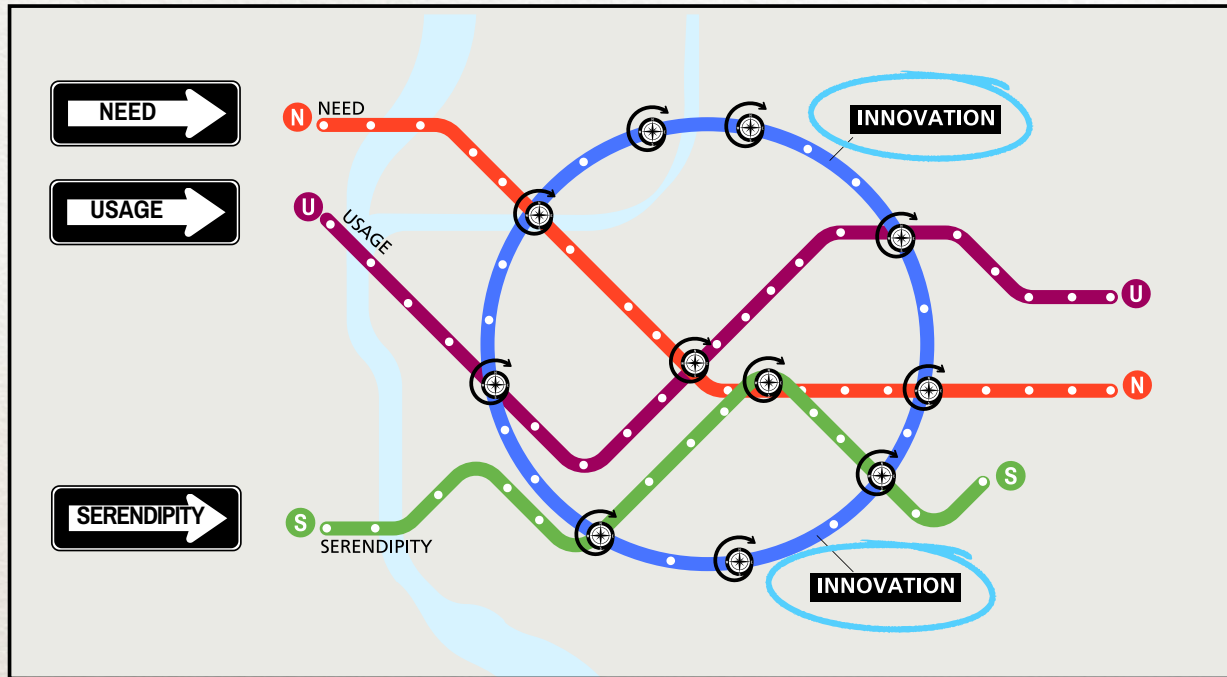 NEED
N
NEED
INNOVATION
USAGE
U
USAGE
U
N
SERENDIPITY
S
SERENDIPITY
S
INNOVATION